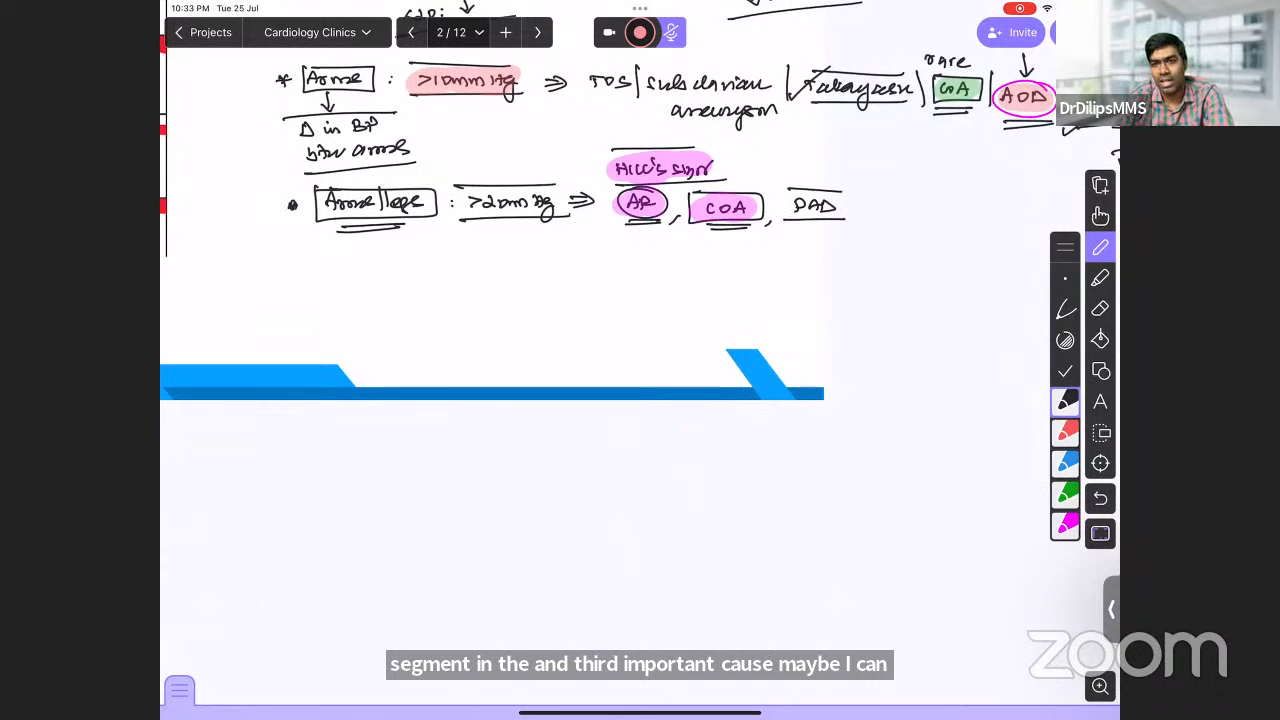 10:33 PM Tue 25 Jul
Projects
Cardiology Clinics
2 / 12
Invite
rare
* Arms : >10mm Hg ⇒ TOS | Subclavian aneurysm | Takayasu | COA | AOD
DrDilipsMMS
Δ in BP
b/w arms
Hill's sign
• Arms||legs : >20mm Hg ⇒ AR , COA , PAD
A
zoom
segment in the and third important cause maybe I can